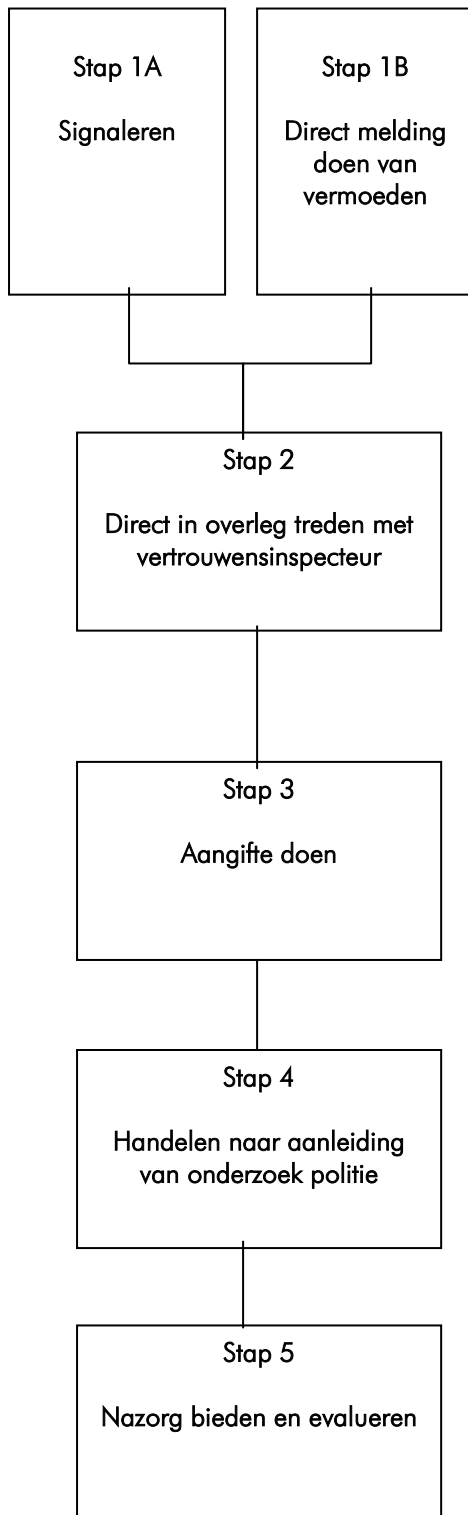 Stap 1A
Signaleren
Stap 1B
Direct melding
doen van
vermoeden
Stap 2
Direct in overleg treden met
vertrouwensinspecteur
Stap 3
Aangifte doen
Stap 4
Handelen naar aanleiding
van onderzoek politie
Stap 5
Nazorg bieden en evalueren